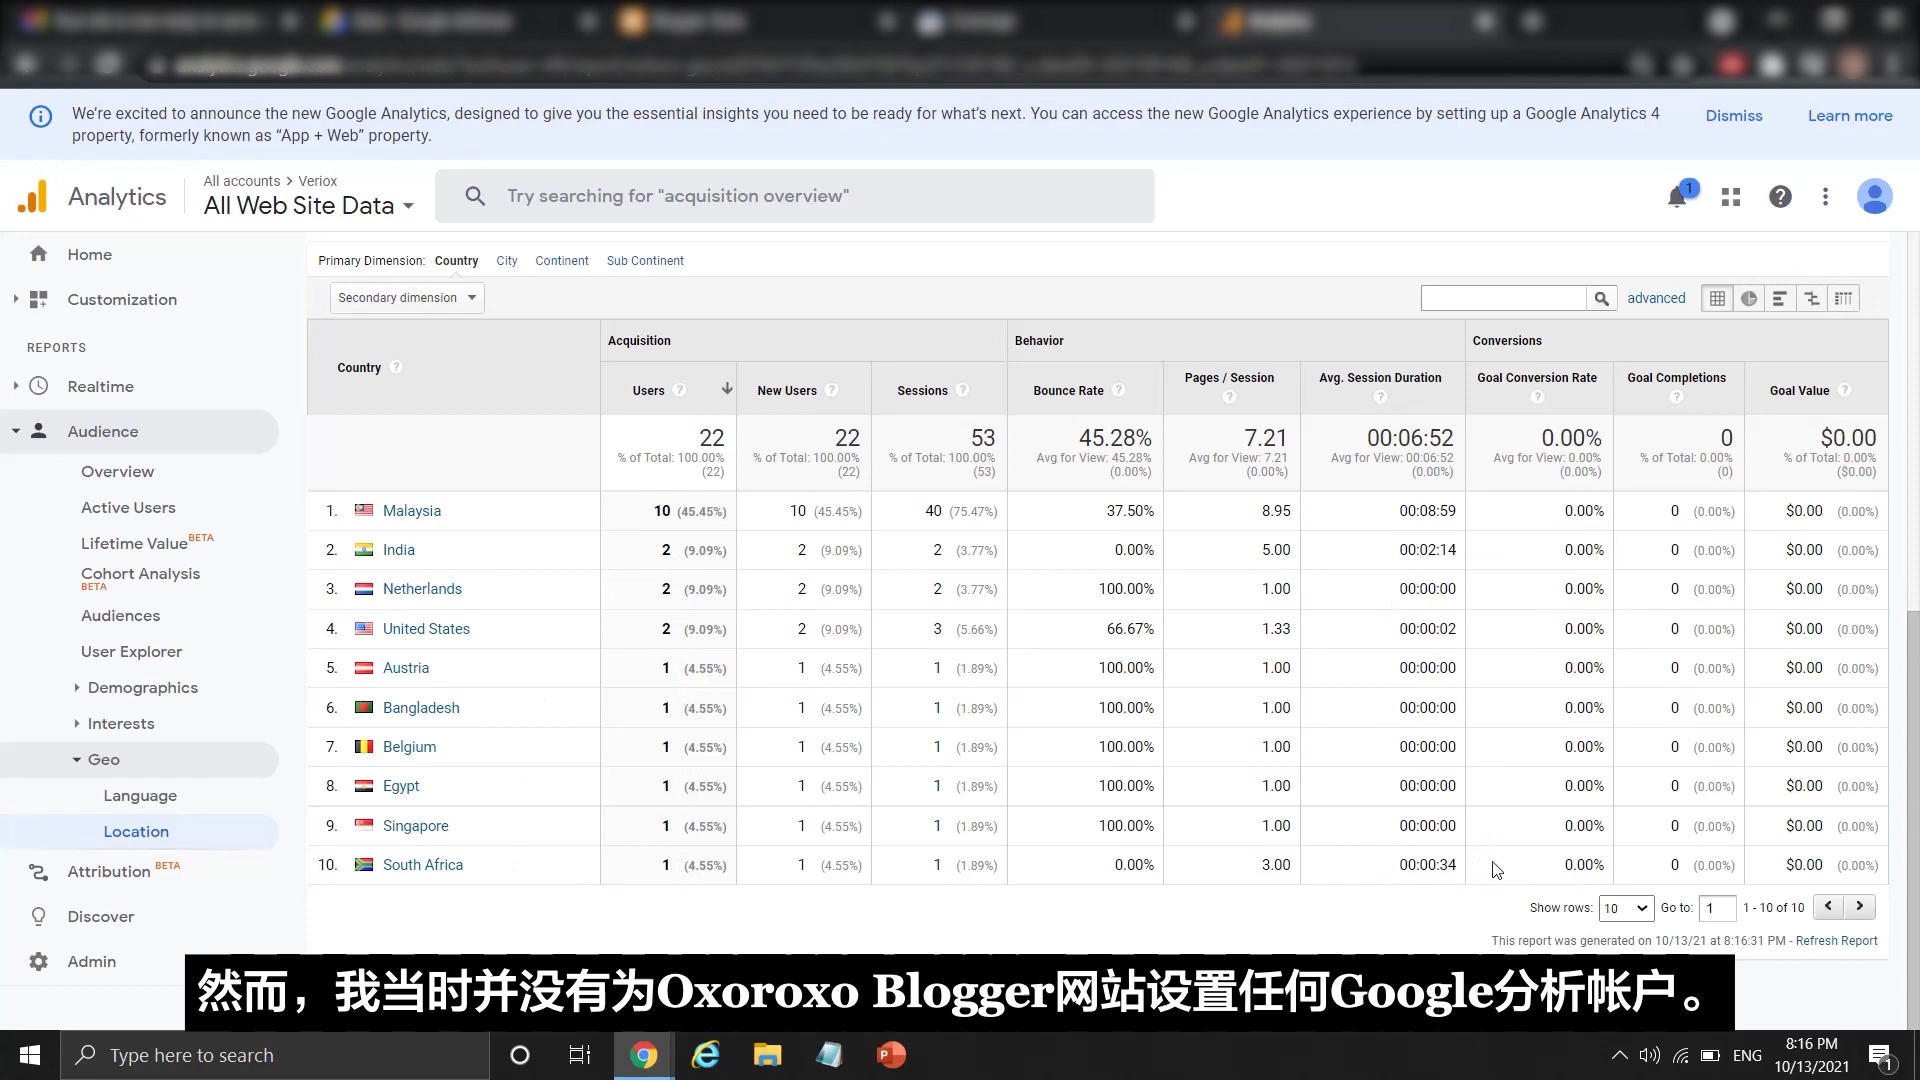 We're excited to announce the new Google Analytics, designed to give you the essential insights you need to be ready for what's next. You can access the new Google Analytics experience by setting up a Google Analytics 4
property, formerly known as “App + Web” property.
Dismiss
Learn more
Analytics
All accounts > Veriox
All Web Site Data
Try searching for "acquisition overview"
1
Home
Customization
REPORTS
Realtime
Audience
Overview
Active Users
Lifetime Value BETA
Cohort Analysis
BETA
Audiences
User Explorer
Demographics
Interests
Geo
Language
Location
Attribution BETA
Discover
Admin
Primary Dimension: Country City Continent Sub Continent
Secondary dimension
advanced
Country
Acquisition Behavior Conversions
Users New Users Sessions Bounce Rate Pages / Session Avg. Session Duration Goal Conversion Rate Goal Completions Goal Value
22 22 53 45.28% 7.21 00:06:52 0.00% 0 $0.00
% of Total: 100.00% % of Total: 100.00% % of Total: 100.00% Avg for View: 45.28% Avg for View: 7.21 Avg for View: 00:06:52 Avg for View: 0.00% % of Total: 0.00% % of Total: 0.00%
(22) (22) (53) (0.00%) (0.00%) (0.00%) (0.00%) (0) ($0.00)
1. Malaysia 10 (45.45%) 10 (45.45%) 40 (75.47%) 37.50% 8.95 00:08:59 0.00% 0 (0.00%) $0.00 (0.00%)
2. India 2 (9.09%) 2 (9.09%) 2 (3.77%) 0.00% 5.00 00:02:14 0.00% 0 (0.00%) $0.00 (0.00%)
3. Netherlands 2 (9.09%) 2 (9.09%) 2 (3.77%) 100.00% 1.00 00:00:00 0.00% 0 (0.00%) $0.00 (0.00%)
4. United States 2 (9.09%) 2 (9.09%) 3 (5.66%) 66.67% 1.33 00:00:02 0.00% 0 (0.00%) $0.00 (0.00%)
5. Austria 1 (4.55%) 1 (4.55%) 1 (1.89%) 100.00% 1.00 00:00:00 0.00% 0 (0.00%) $0.00 (0.00%)
6. Bangladesh 1 (4.55%) 1 (4.55%) 1 (1.89%) 100.00% 1.00 00:00:00 0.00% 0 (0.00%) $0.00 (0.00%)
7. Belgium 1 (4.55%) 1 (4.55%) 1 (1.89%) 100.00% 1.00 00:00:00 0.00% 0 (0.00%) $0.00 (0.00%)
8. Egypt 1 (4.55%) 1 (4.55%) 1 (1.89%) 100.00% 1.00 00:00:00 0.00% 0 (0.00%) $0.00 (0.00%)
9. Singapore 1 (4.55%) 1 (4.55%) 1 (1.89%) 100.00% 1.00 00:00:00 0.00% 0 (0.00%) $0.00 (0.00%)
10. South Africa 1 (4.55%) 1 (4.55%) 1 (1.89%) 0.00% 3.00 00:00:34 0.00% 0 (0.00%) $0.00 (0.00%)
Show rows: 10 Go to: 1 1 - 10 of 10
This report was generated on 10/13/21 at 8:16:31 PM - Refresh Report
然而，我当时并没有为Oxoroxo Blogger网站设置任何Google分析帐户。
Type here to search
ENG
8:16 PM
10/13/2021
1